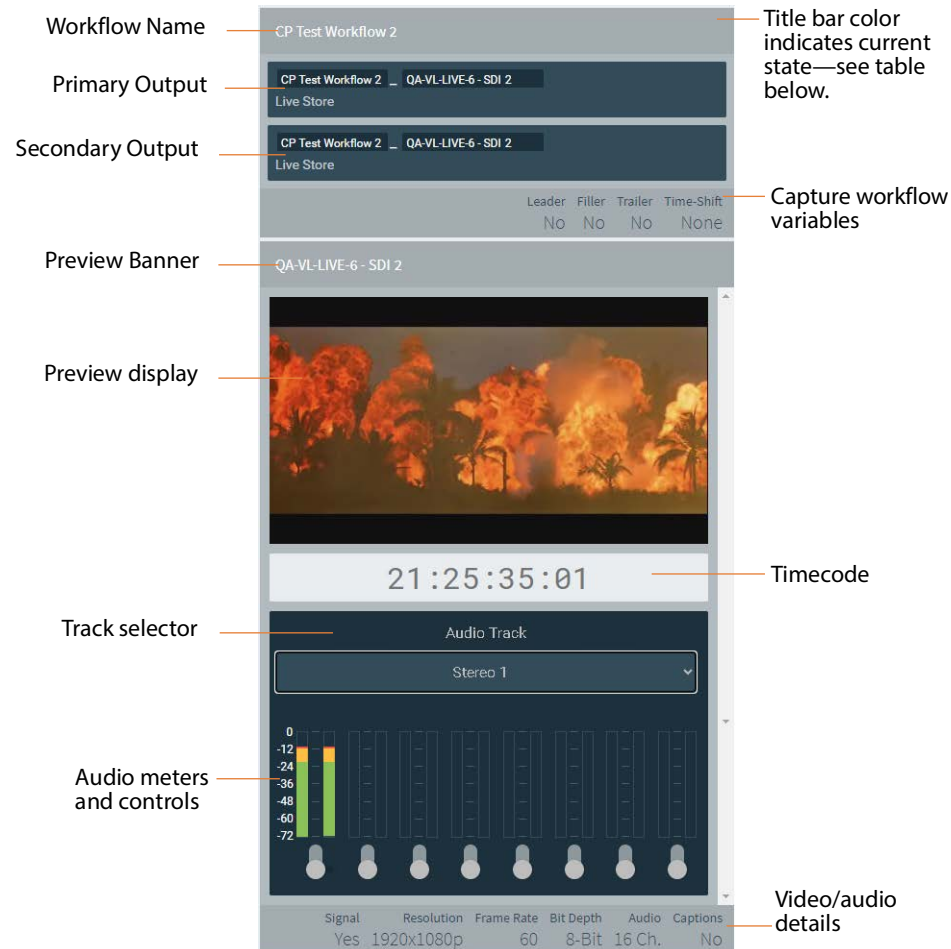 Workflow Name
CP Test Workflow 2
Title bar color
indicates current
state—see table
below.
Primary Output
CP Test Workflow 2 _ QA-VL-LIVE-6 - SDI 2
Live Store
Secondary Output
CP Test Workflow 2 _ QA-VL-LIVE-6 - SDI 2
Live Store
Leader Filler Trailer Time-Shift
No No No None
Capture workflow
variables
Preview Banner
QA-VL-LIVE-6 - SDI 2
Preview display
21:25:35:01
Timecode
Track selector
Audio Track
Stereo 1
Audio meters
and controls
0
-12
-24
-36
-48
-60
-72
Signal Resolution Frame Rate Bit Depth Audio Captions
Yes 1920x1080p 60 8-Bit 16 Ch. No
Video/audio
details